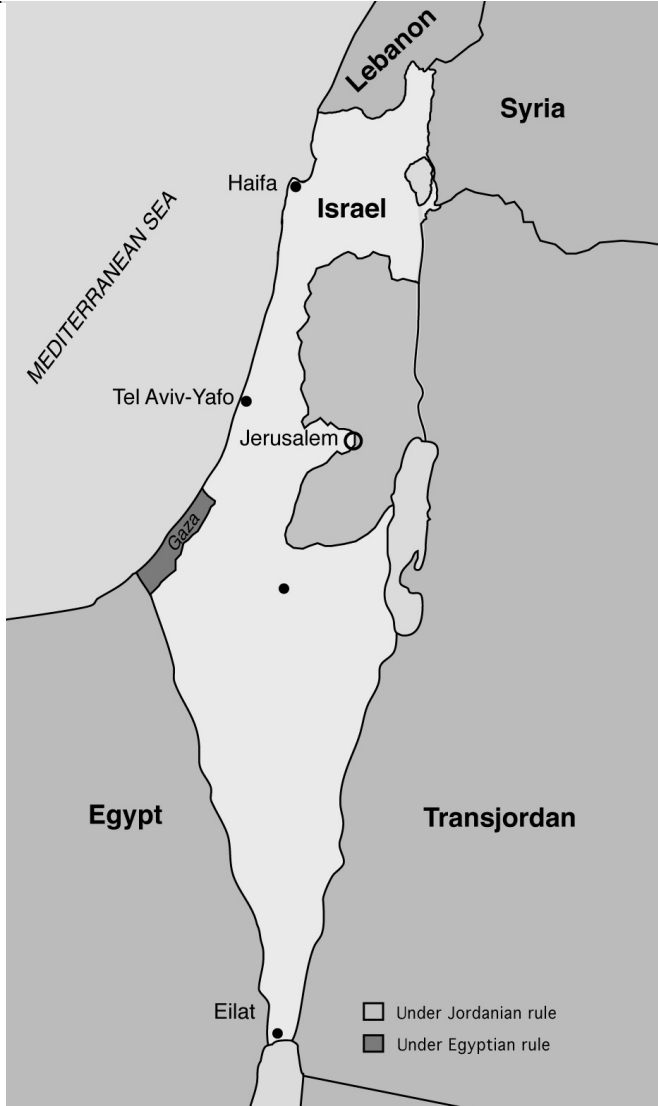 Lebanon
Syria
Haifa
Israel
MEDITERRANEAN SEA
Tel Aviv-Yafo
Jerusalem
Gaza
Egypt
Transjordan
Eilat
Under Jordanian rule
Under Egyptian rule